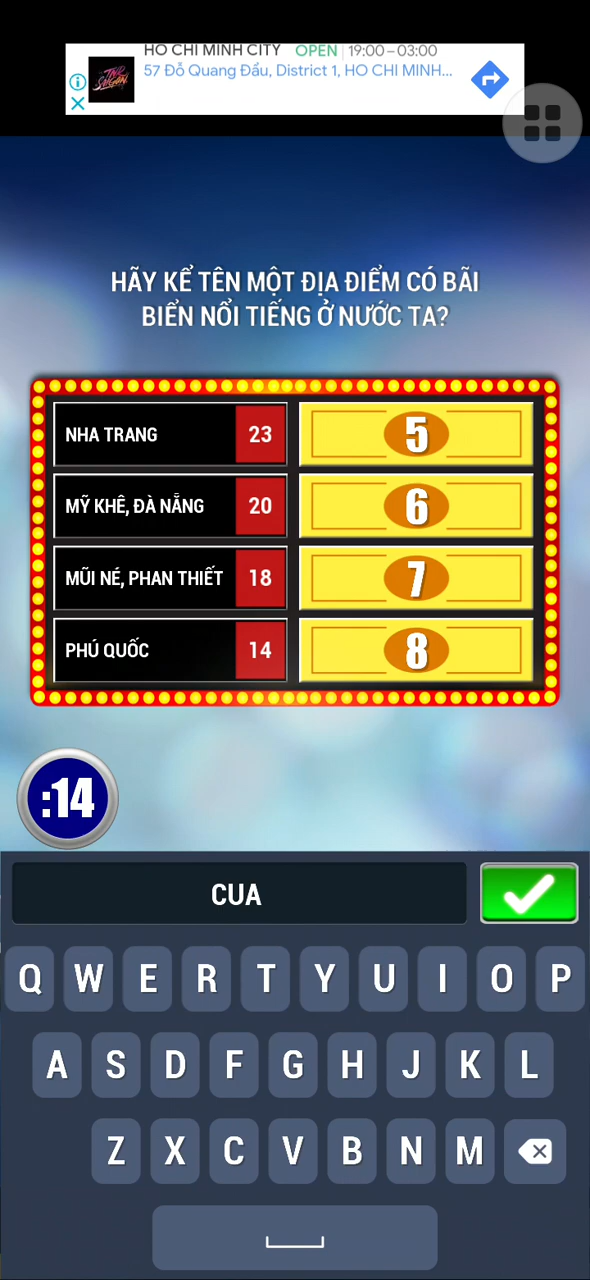 HO CHI MINH CITY OPEN | 19:00 – 03:00
57 Đỗ Quang Đẩu, District 1, HO CHI MINH...
TNR SAIGON
HÃY KỂ TÊN MỘT ĐỊA ĐIỂM CÓ BÃI
BIỂN NỔI TIẾNG Ở NƯỚC TA?
NHA TRANG 23 5
MỸ KHÊ, ĐÀ NẴNG 20 6
MŨI NÉ, PHAN THIẾT 18 7
PHÚ QUỐC 14 8
:14
CUA
Q W E R T Y U I O P
A S D F G H J K L
Z X C V B N M